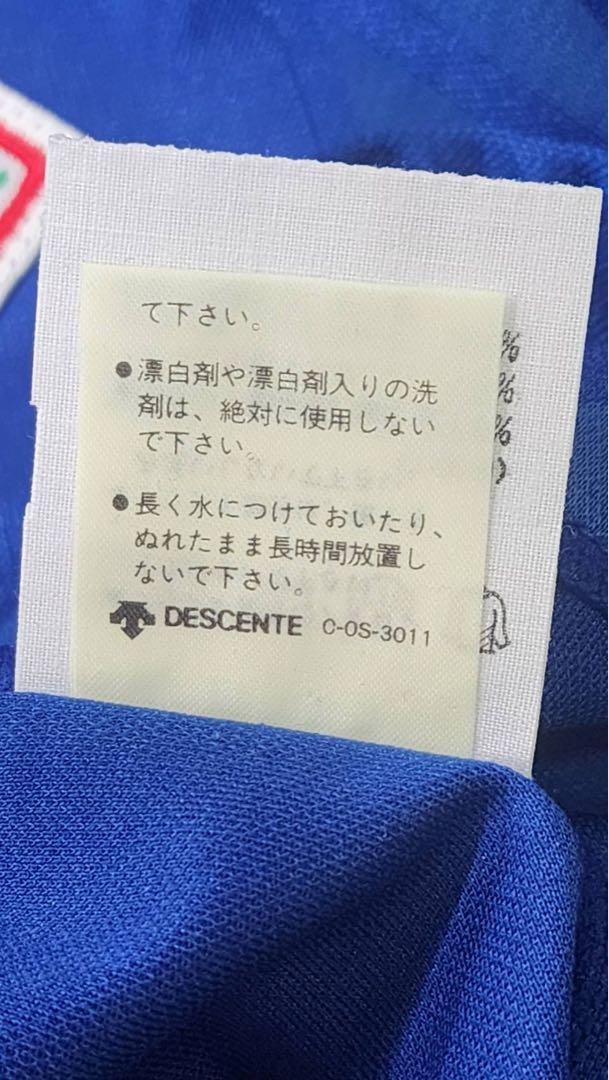 て下さい。
●漂白剤や漂白剤入りの洗
剤は、絶対に使用しない
で下さい。
●長く水につけておいたり、
ぬれたまま長時間放置し
ないで下さい。
DESCENTE C-OS-3011
%
%
%
)